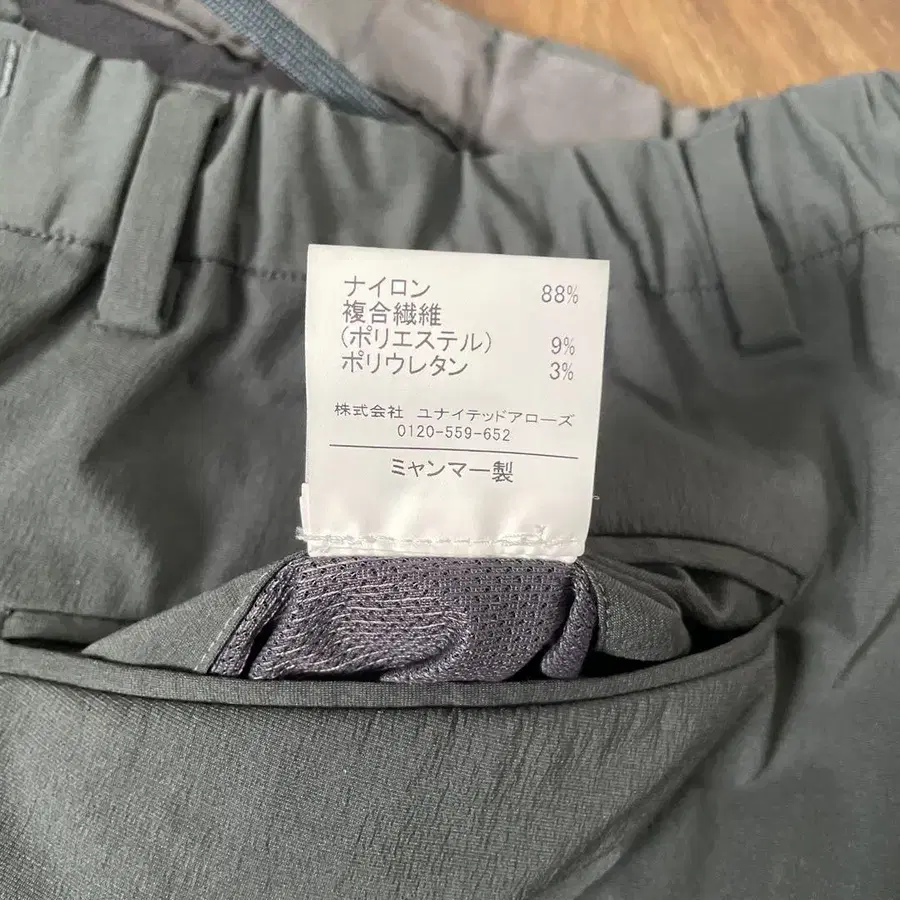 ナイロン 88%
複合繊維
(ポリエステル) 9%
ポリウレタン 3%
株式会社 ユナイテッドアローズ
0120-559-652
ミャンマー製